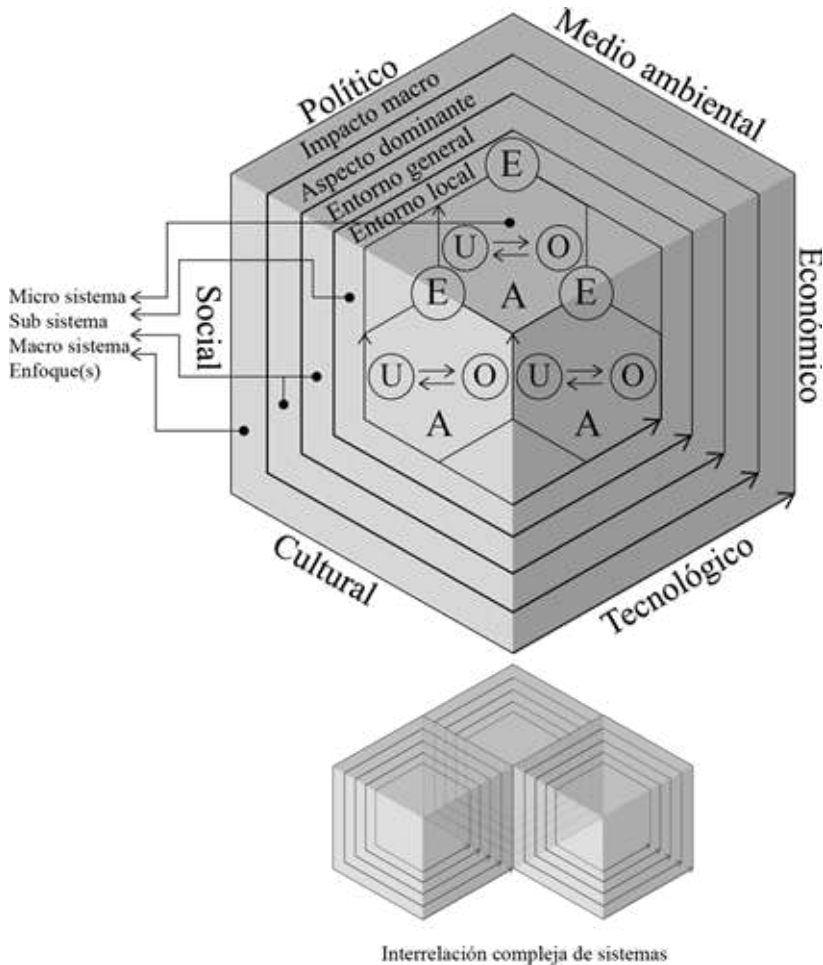 Político
Medio ambiental
Impacto macro
Aspecto dominante
Entorno general
Entorno local
E
U
O
E
A
E
Micro sistema
Sub sistema
Macro sistema
Enfoque(s)
Social
Económico
U
O
U
O
A
A
Cultural
Tecnológico
Interrelación compleja de sistemas